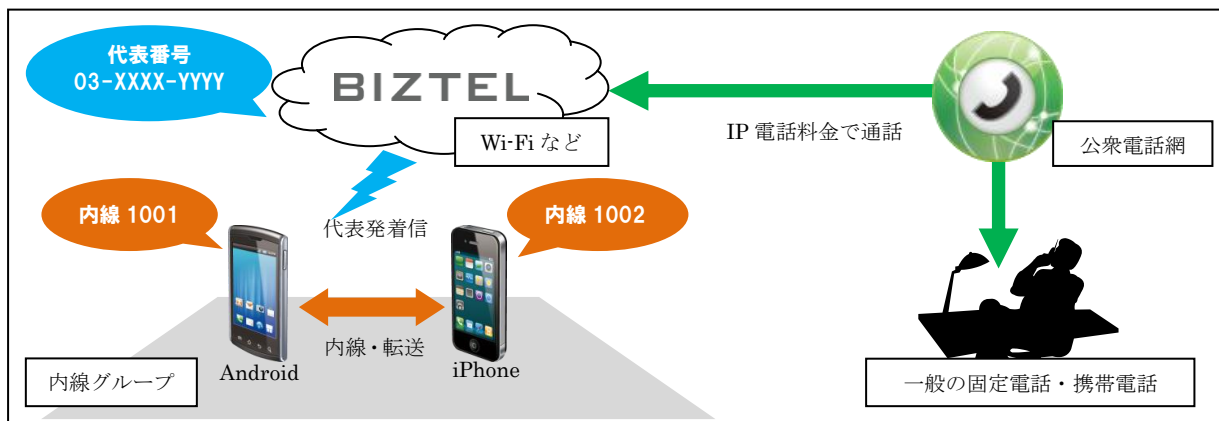 代表番号
03-XXXX-YYYY
BIZTEL
Wi-Fi など
IP 電話料金で通話
公衆電話網
内線 1001
代表発着信
内線 1002
内線・転送
Android
iPhone
内線グループ
一般の固定電話・携帯電話